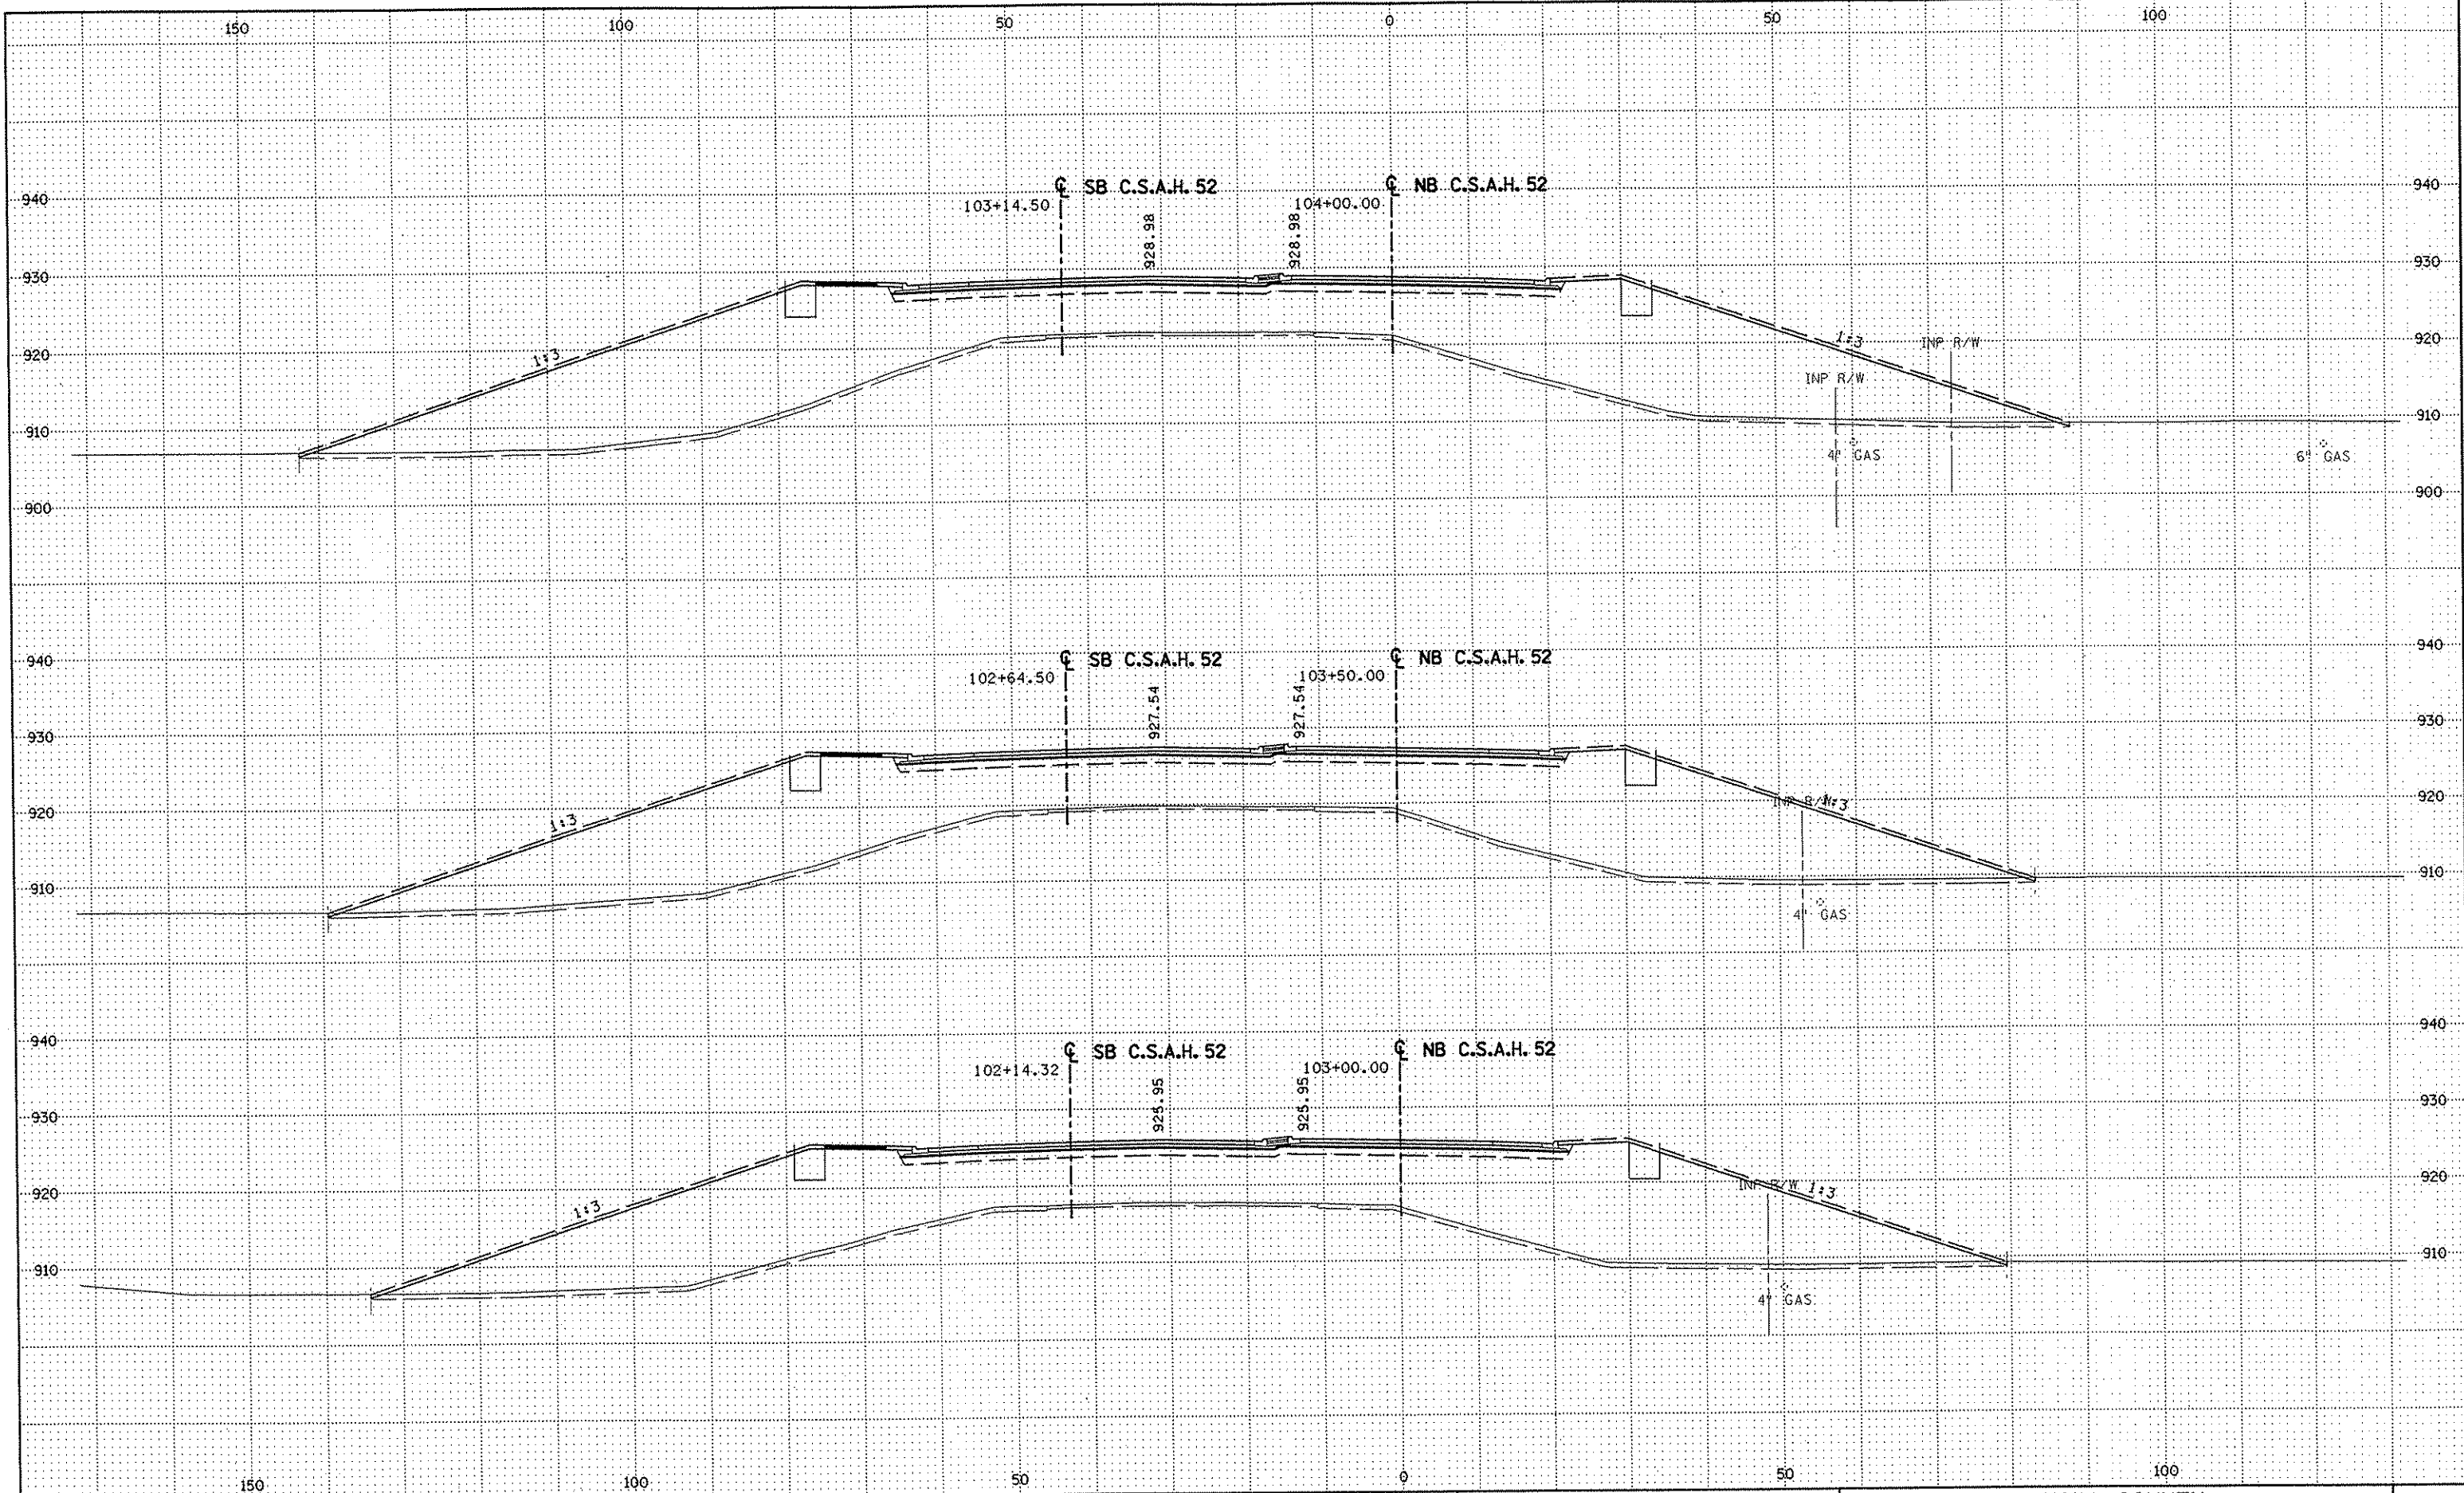 150 100 50 0 50 100
℄ SB C.S.A.H. 52 ℄ NB C.S.A.H. 52
940 103+14.50 104+00.00 940
928.98 928.98
930 930
1:3 1:3 INP R/W
920 920
INP R/W
910 910
4" GAS 6" GAS
900 900
℄ SB C.S.A.H. 52 ℄ NB C.S.A.H. 52
940 102+64.50 103+50.00 940
927.54 927.54
930 930
1:3 INP R/W 1:3
920 920
910 910
4" GAS
940 940
℄ SB C.S.A.H. 52 ℄ NB C.S.A.H. 52
102+14.32 103+00.00
925.95 925.95
930 930
920 920
1:3 INP R/W 1:3
910 910
4" GAS
150 100 50 0 50 100